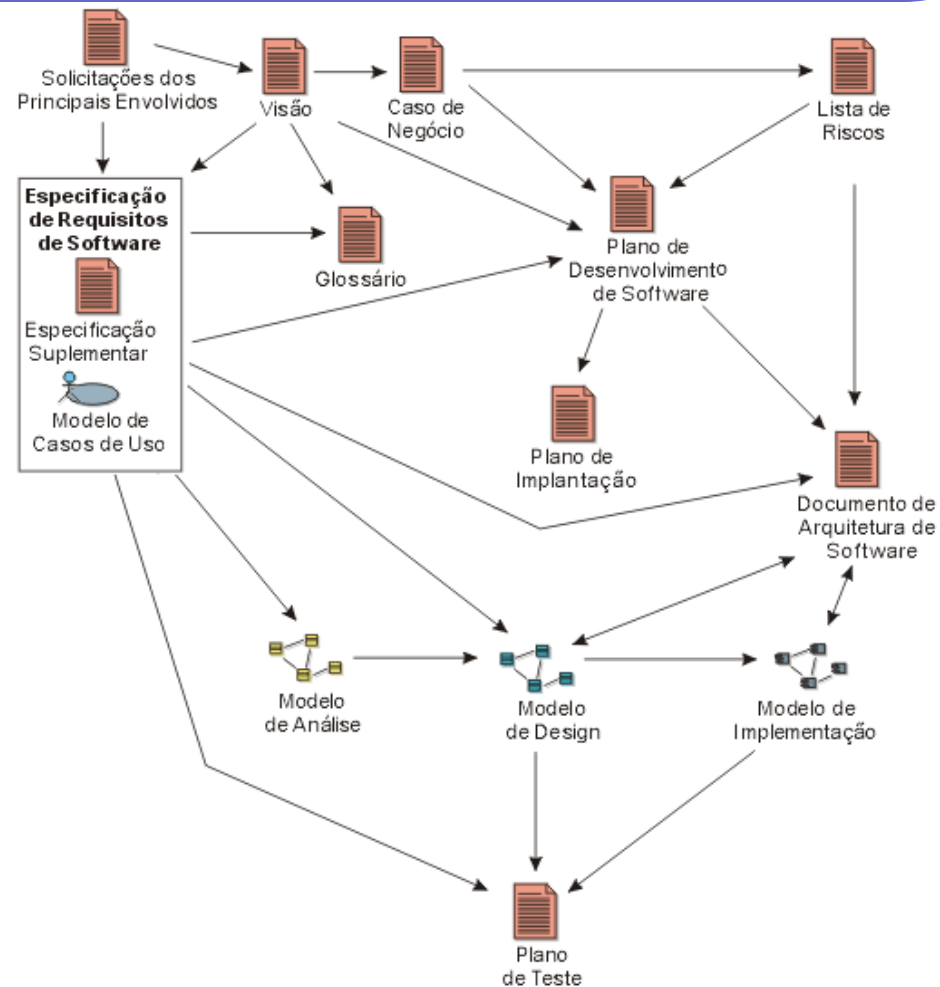 Solicitações dos
Principais Envolvidos
Visão
Caso de
Negócio
Lista de
Riscos
Especificação
de Requisitos
de Software
Especificação
Suplementar
Modelo de
Casos de Uso
Glossário
Plano de
Desenvolvimento
de Software
Plano de
Implantação
Documento de
Arquitetura de
Software
Modelo
de Análise
Modelo
de Design
Modelo de
Implementação
Plano
de Teste